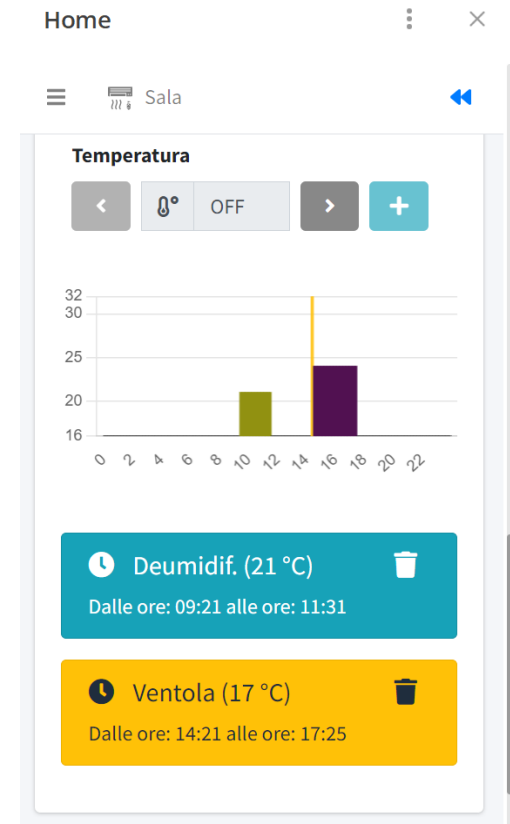 Home
Sala
Temperatura
OFF
32
30
25
20
16
0 2 4 6 8 10 12 14 16 18 20 22
Deumidif. (21 °C)
Dalle ore: 09:21 alle ore: 11:31
Ventola (17 °C)
Dalle ore: 14:21 alle ore: 17:25